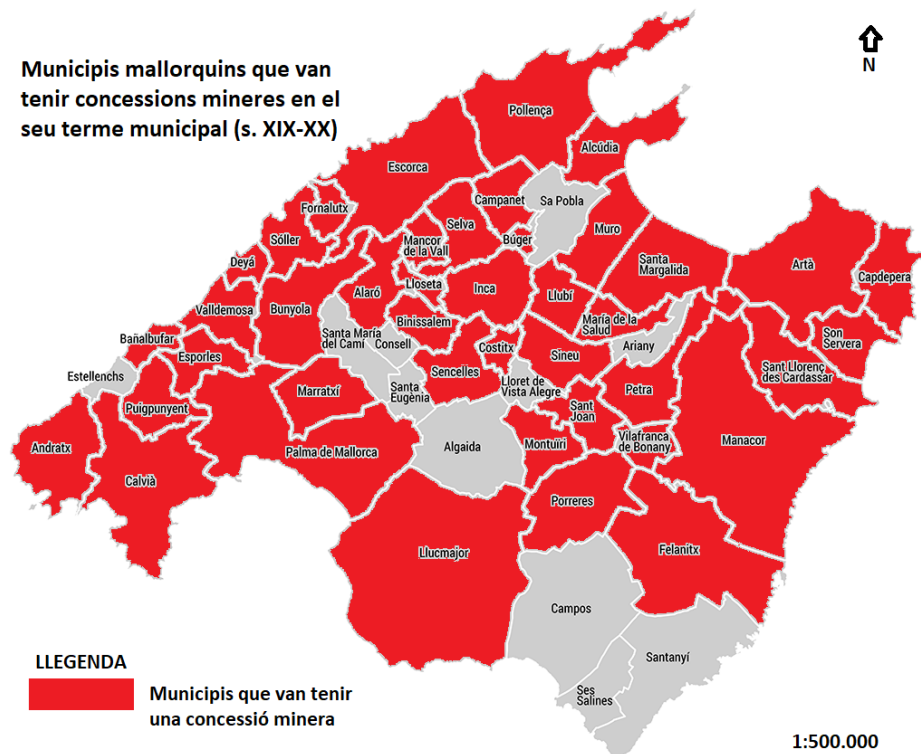 Municipis mallorquins que van
tenir concessions mineres en el
seu terme municipal (s. XIX-XX)
N
Pollença
Alcúdia
Escorca
Campanet
Sa Pobla
Fornalutx
Selva
Muro
Sóller
Mancor
de la Vall
Búger
Santa
Margalida
Artà
Deyá
Capdepera
Lloseta
Inca
Llubí
Alaró
Valldemosa
Bunyola
Binissalem
María de la
Salud
Santa María
del Camí
Consell
Son
Servera
Bañalbufar
Ariany
Costitx
Sineu
Esporles
Sant Llorenç
des Cardassar
Estellenchs
Sencelles
Lloret de
Vista Alegre
Santa
Eugènia
Marratxí
Petra
Puigpunyent
Sant
Joan
Vilafranca
de Bonany
Manacor
Andratx
Palma de Mallorca
Algaida
Montuïri
Calvià
Porreres
Llucmajor
Felanitx
Campos
Santanyí
Ses
Salines
LLEGENDA
Municipis que van tenir
una concessió minera
1:500.000